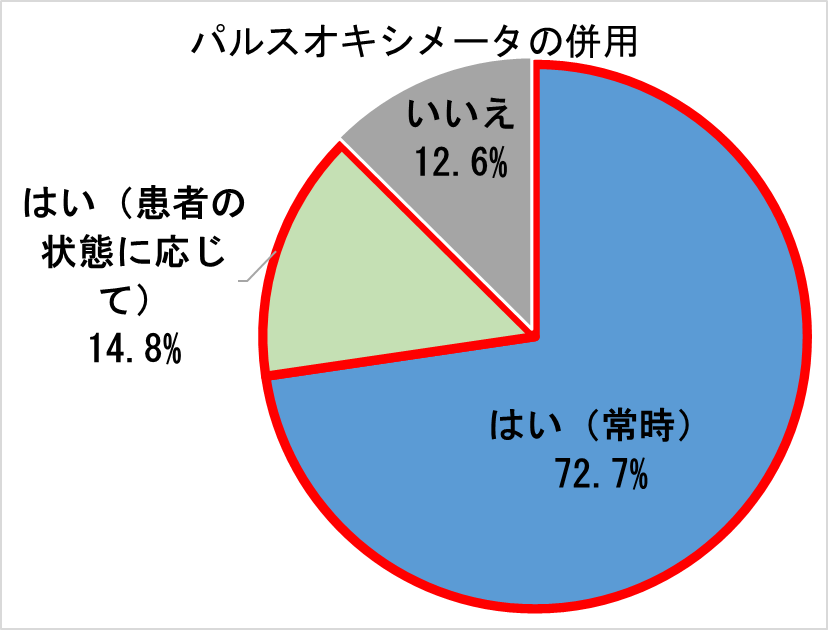 パルスオキシメータの併用
いいえ
12.6%
はい（患者の
状態に応じ
て）
14.8%
はい（常時）
72.7%